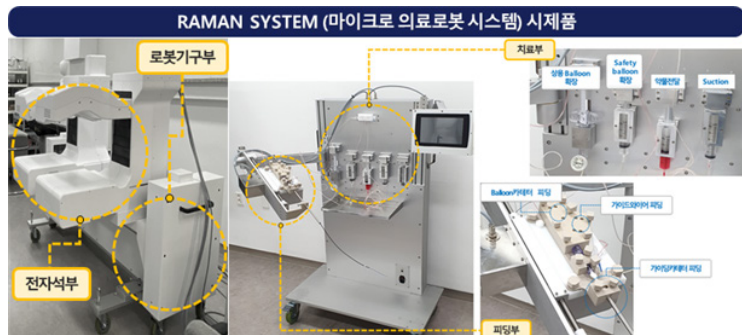 RAMAN SYSTEM (마이크로 의료로봇 시스템) 시제품
로봇기구부
전자석부
치료부
피딩부
상용 Balloon
확장
Safety
balloon
확장
약물전달
Suction
Balloon카테터 피딩
가이드와이어 피딩
가이딩카테터 피딩